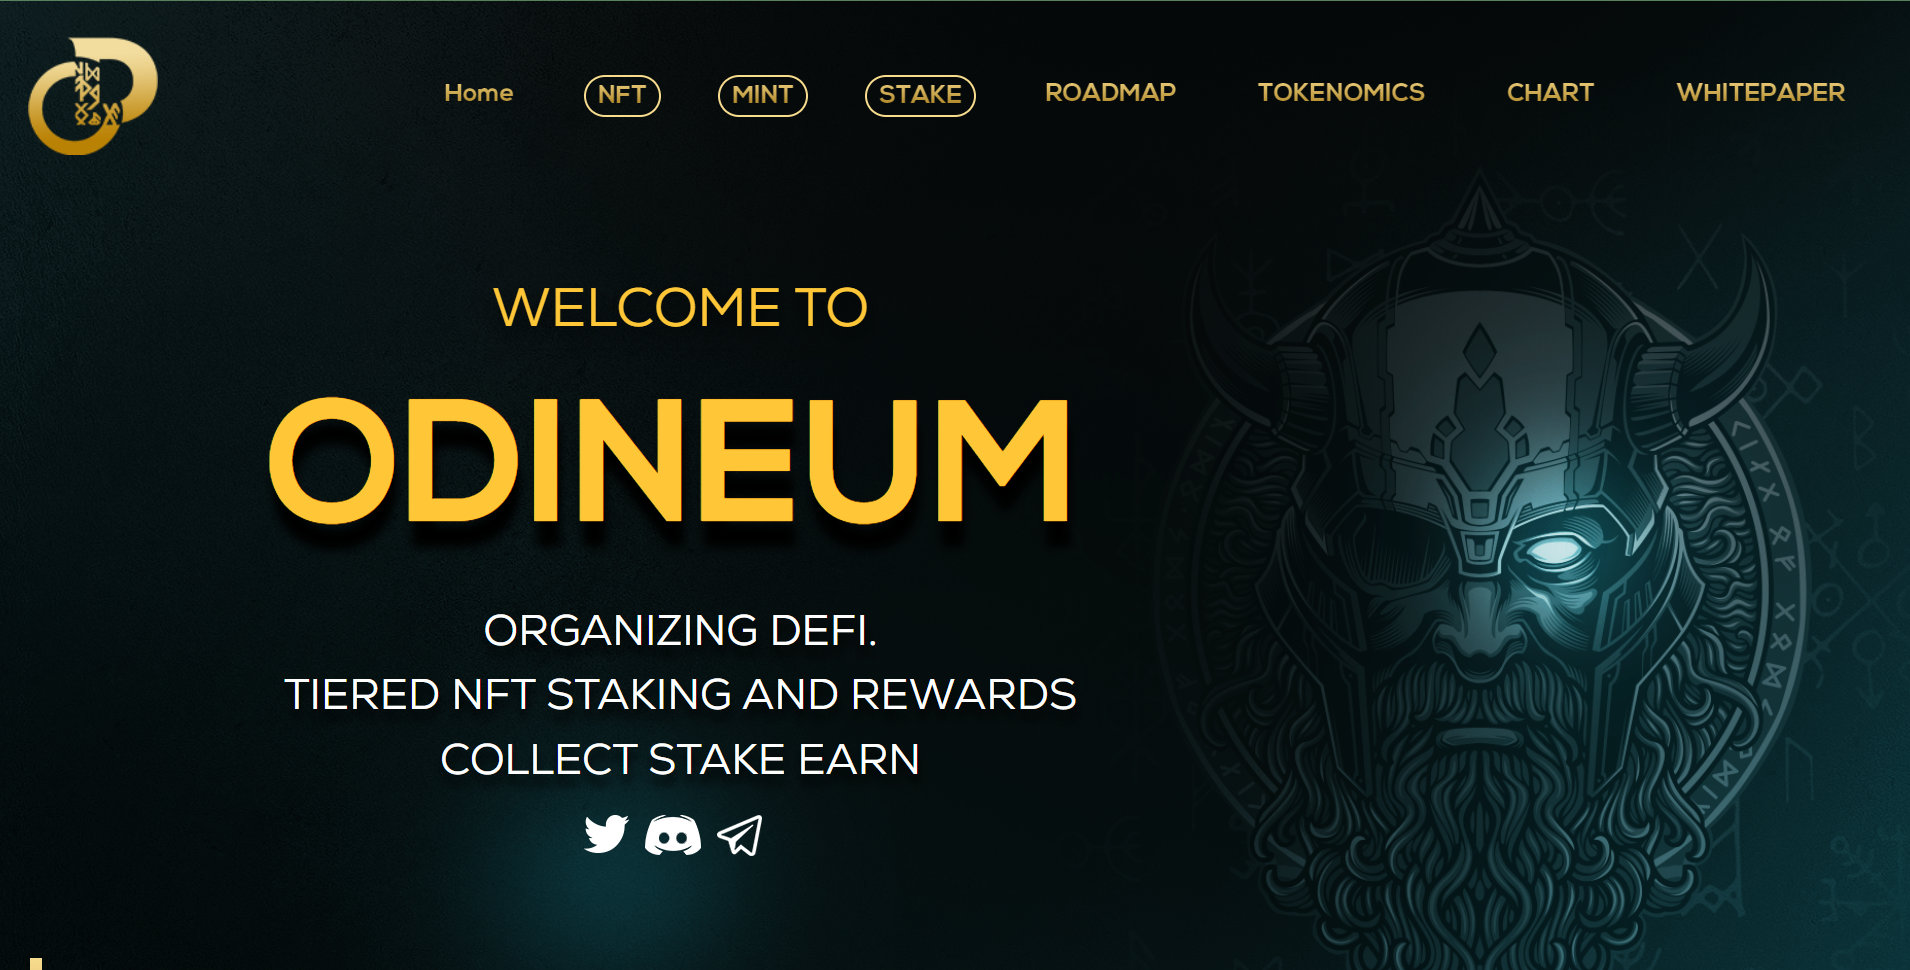 Home NFT MINT STAKE ROADMAP TOKENOMICS CHART WHITEPAPER
WELCOME TO
ODINEUM
ORGANIZING DEFI.
TIERED NFT STAKING AND REWARDS
COLLECT STAKE EARN